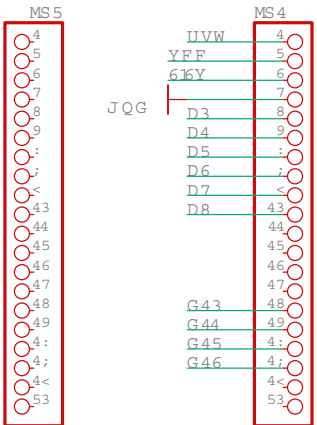 MS5
4
5
6
7
8
9
:
;
<
43
44
45
46
47
48
49
4:
4;
4<
53
MS4
UVW 4
YFF 5
616Y 6
JQG 7
D3 8
D4 9
D5 :
D6 ;
D7 <
D8 43
44
45
46
47
G43 48
G44 49
G45 4:
G46 4;
4<
53